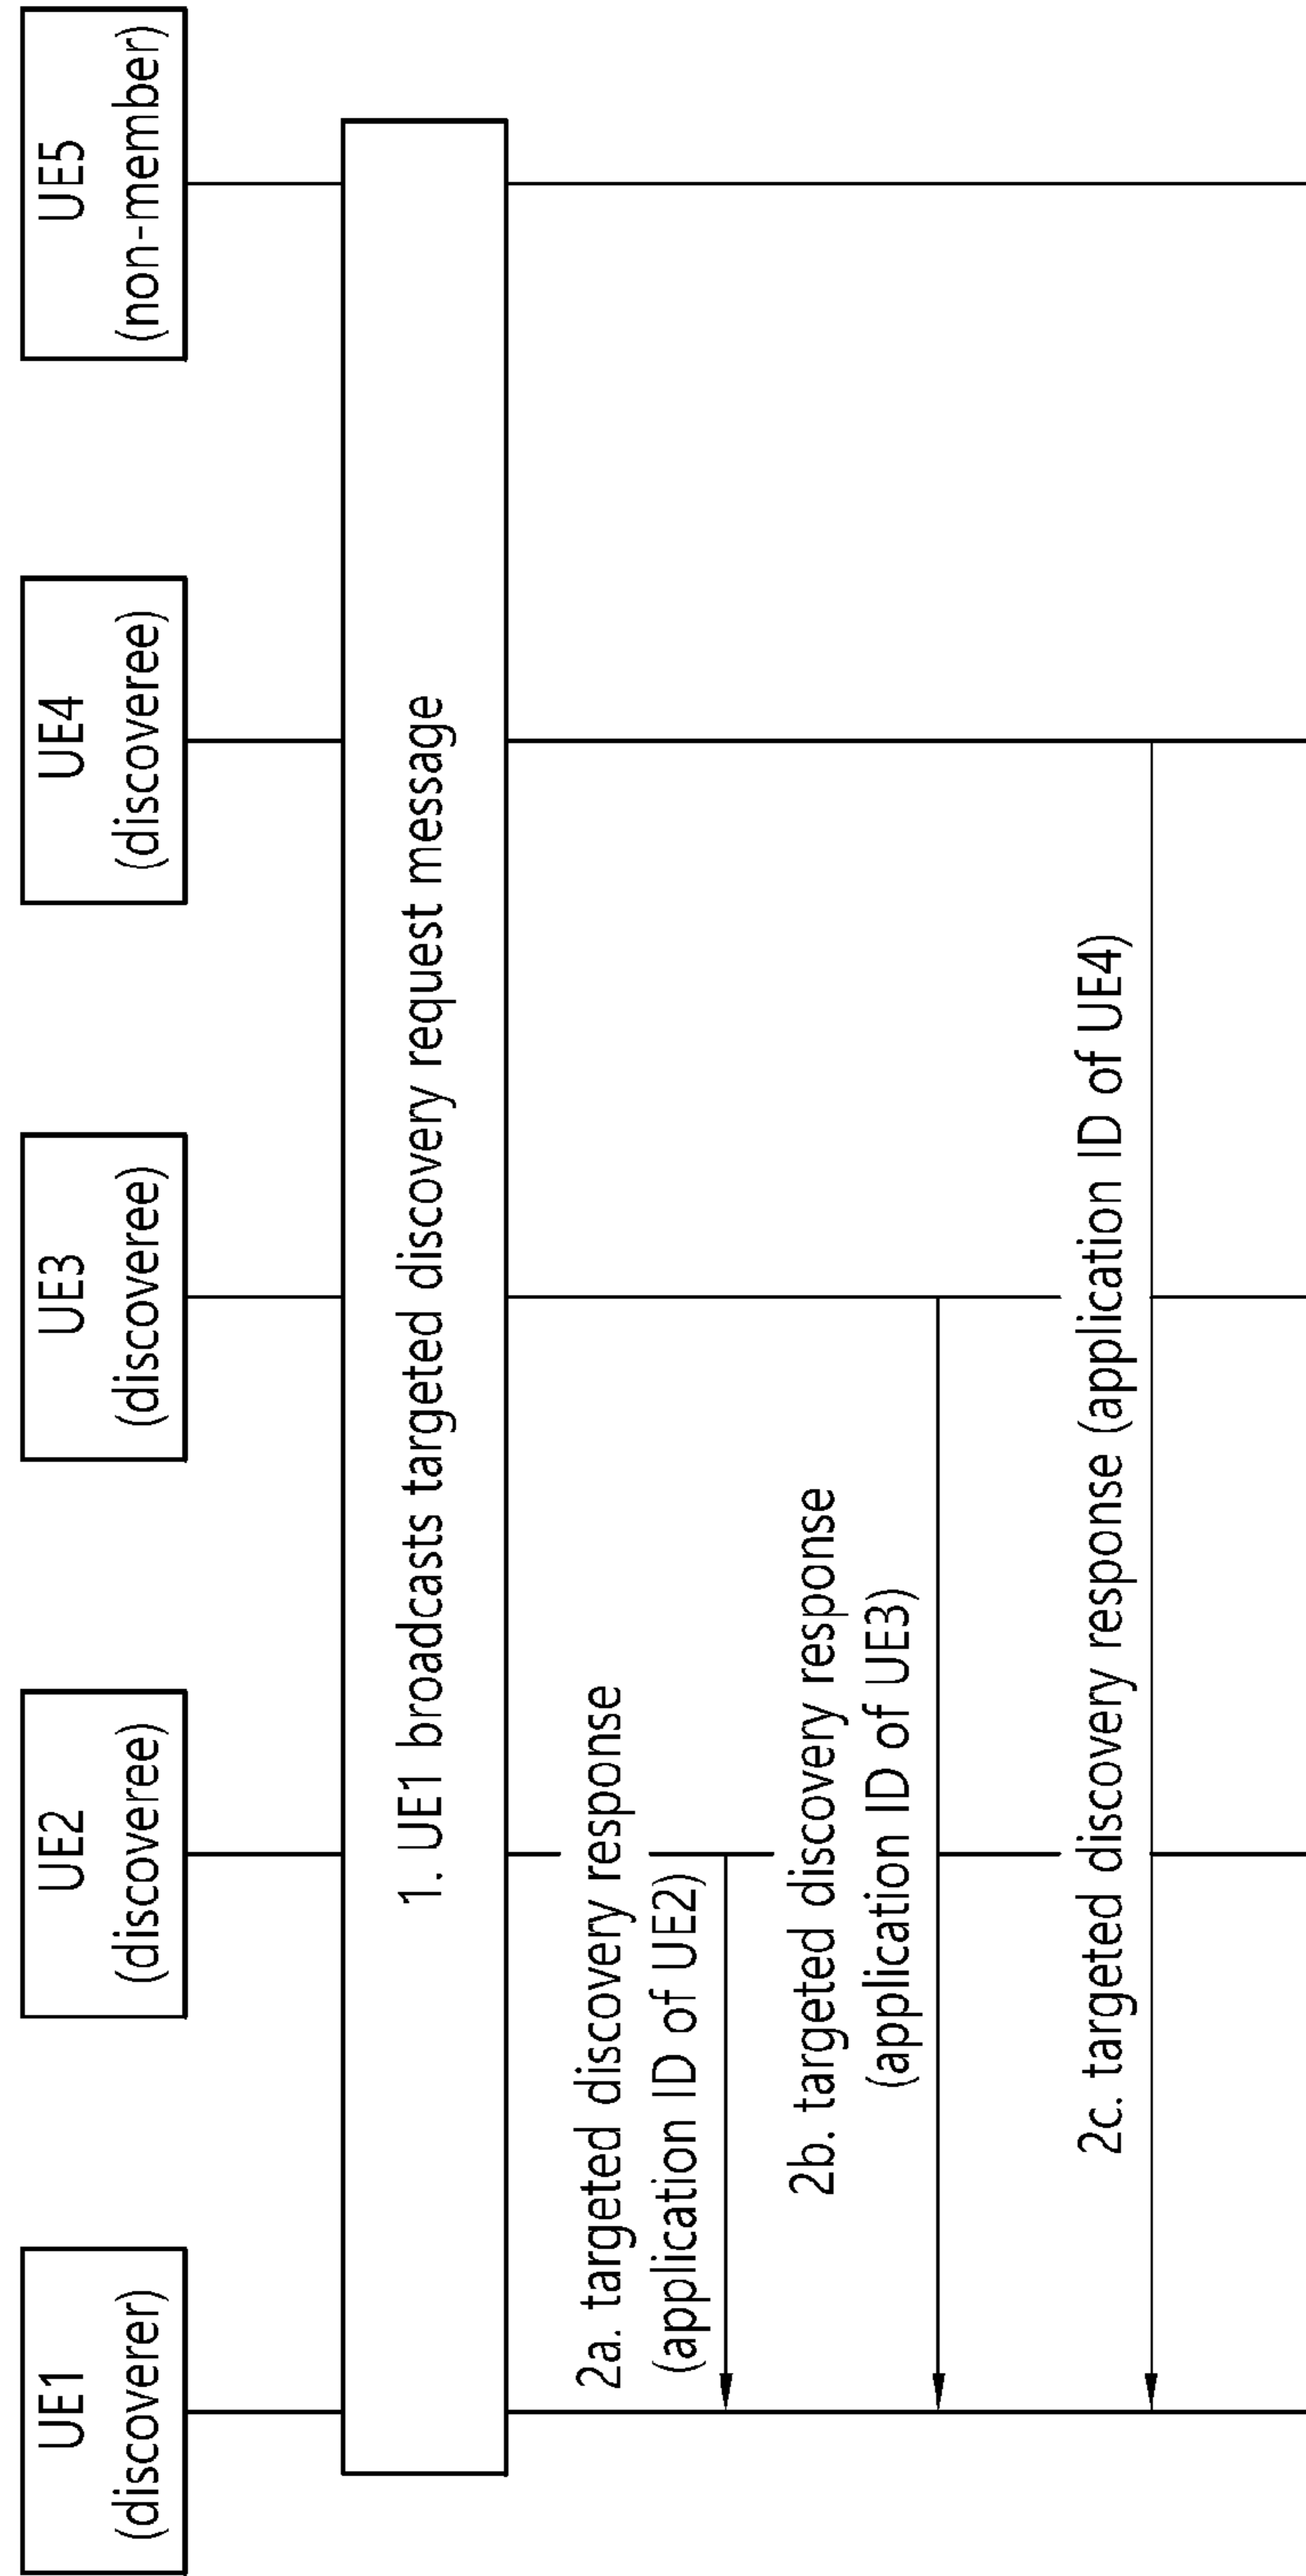 UE1
(discoverer)
UE2
(discoveree)
UE3
(discoveree)
UE4
(discoveree)
UE5
(non-member)
1. UE1 broadcasts targeted discovery request message
2a. targeted discovery response
(application ID of UE2)
2b. targeted discovery response
(application ID of UE3)
2c. targeted discovery response (application ID of UE4)